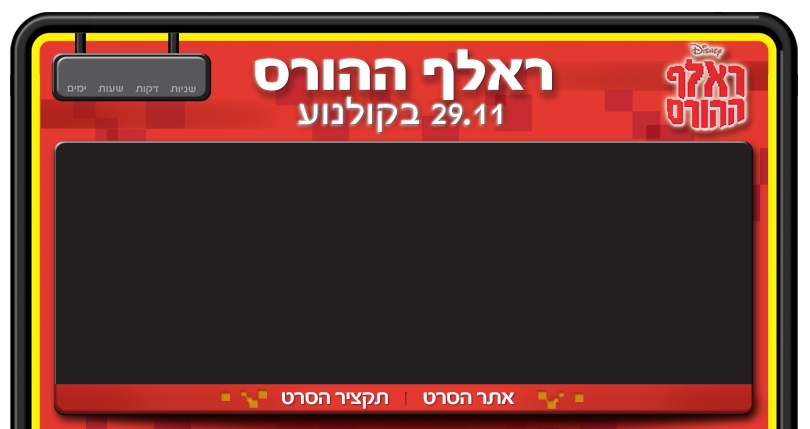 ראלף ההורס
29.11 בקולנוע
Disney
ראלף
ההורס
ימים שעות דקות שניות
אתר הסרט | תקציר הסרט